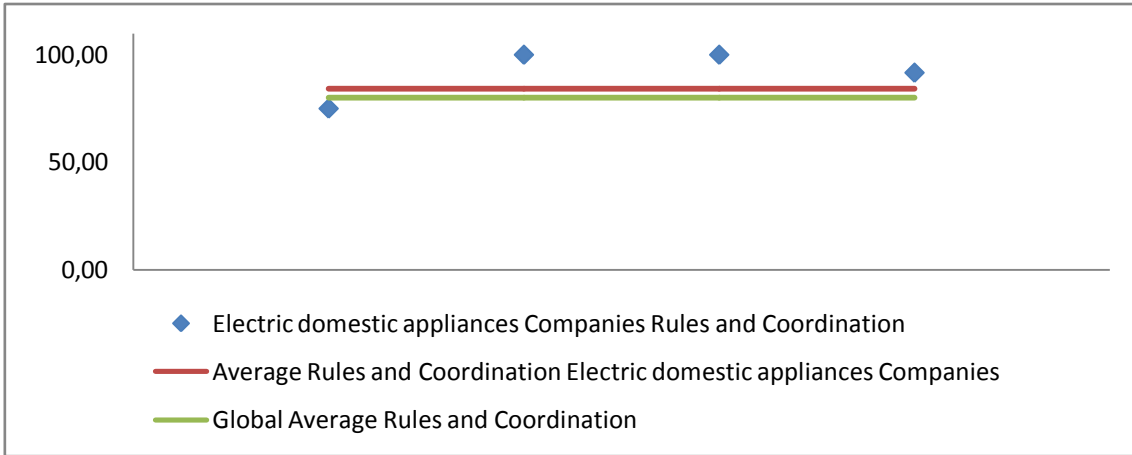 100,00
50,00
0,00
Electric domestic appliances Companies Rules and Coordination
Average Rules and Coordination Electric domestic appliances Companies
Global Average Rules and Coordination